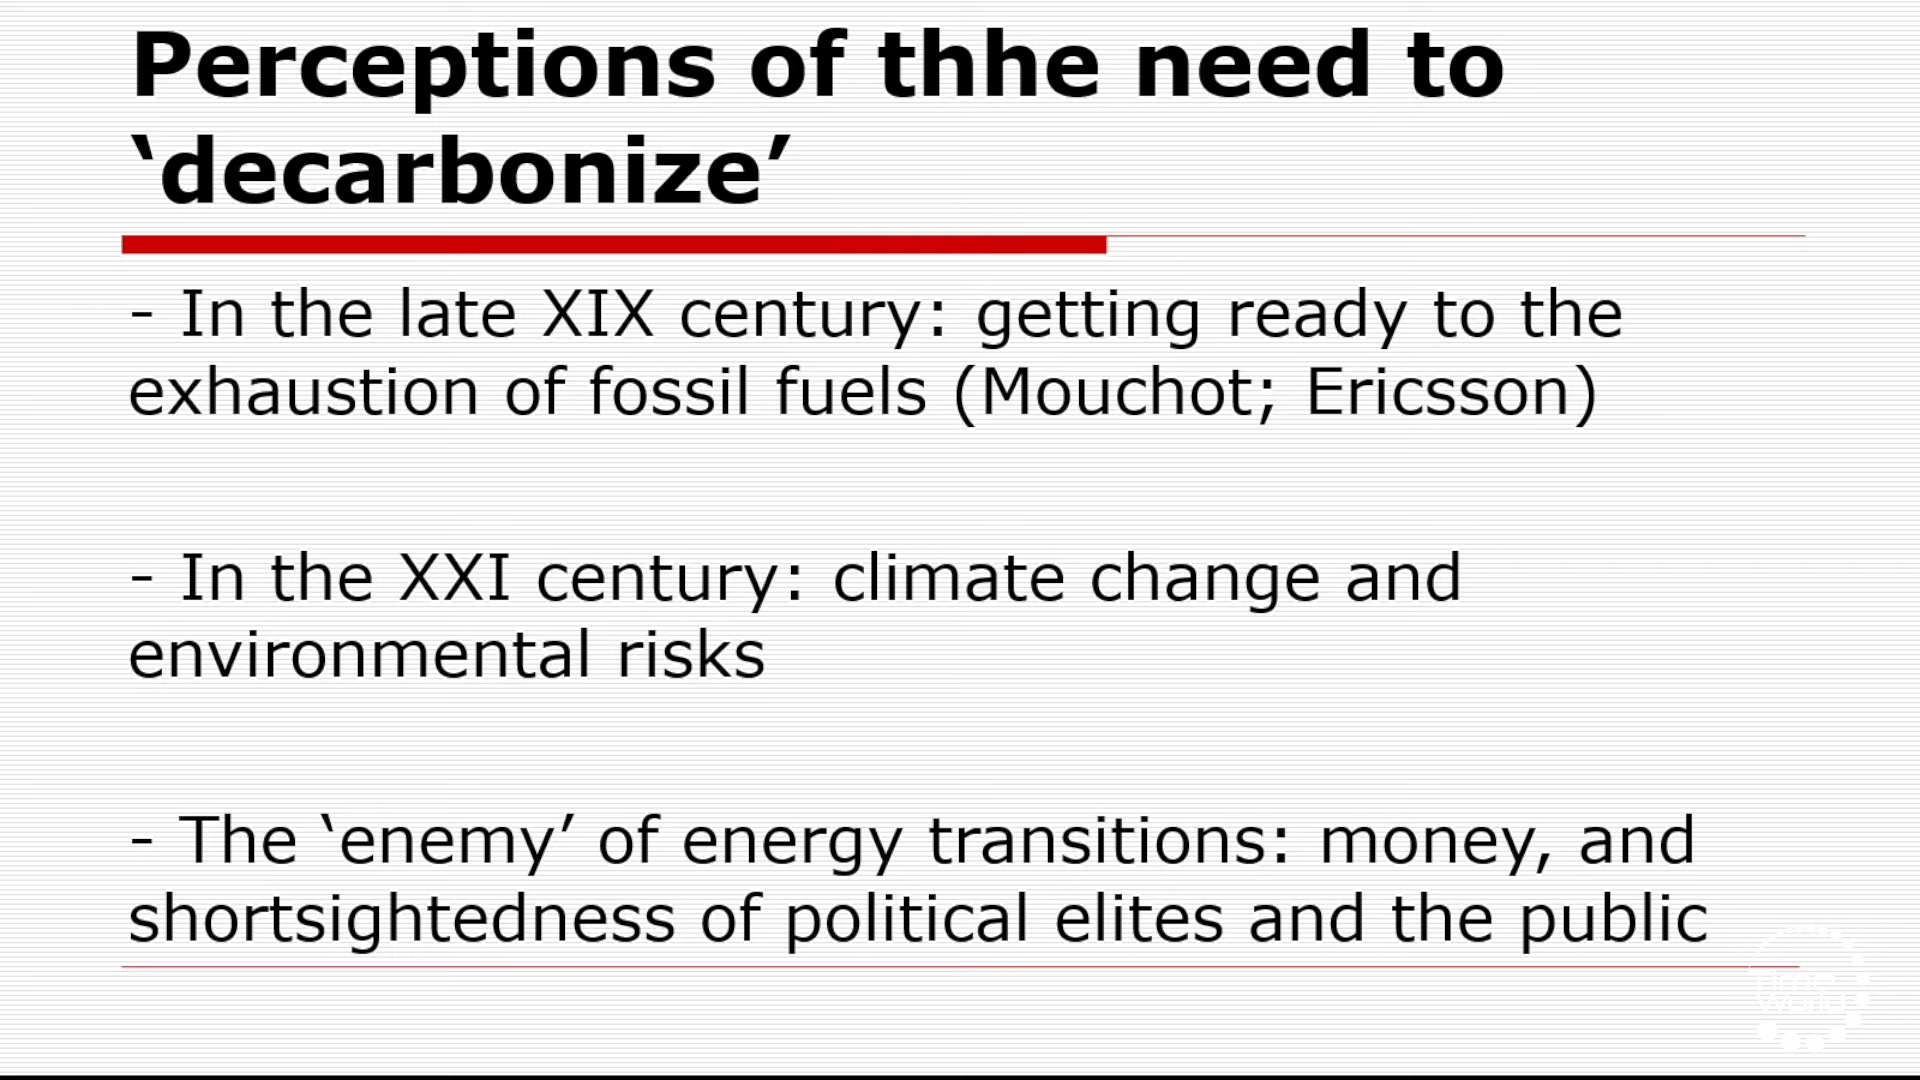 Perceptions of thhe need to
‘decarbonize’
- In the late XIX century: getting ready to the
exhaustion of fossil fuels (Mouchot; Ericsson)
- In the XXI century: climate change and
environmental risks
- The ‘enemy’ of energy transitions: money, and
shortsightedness of political elites and the public